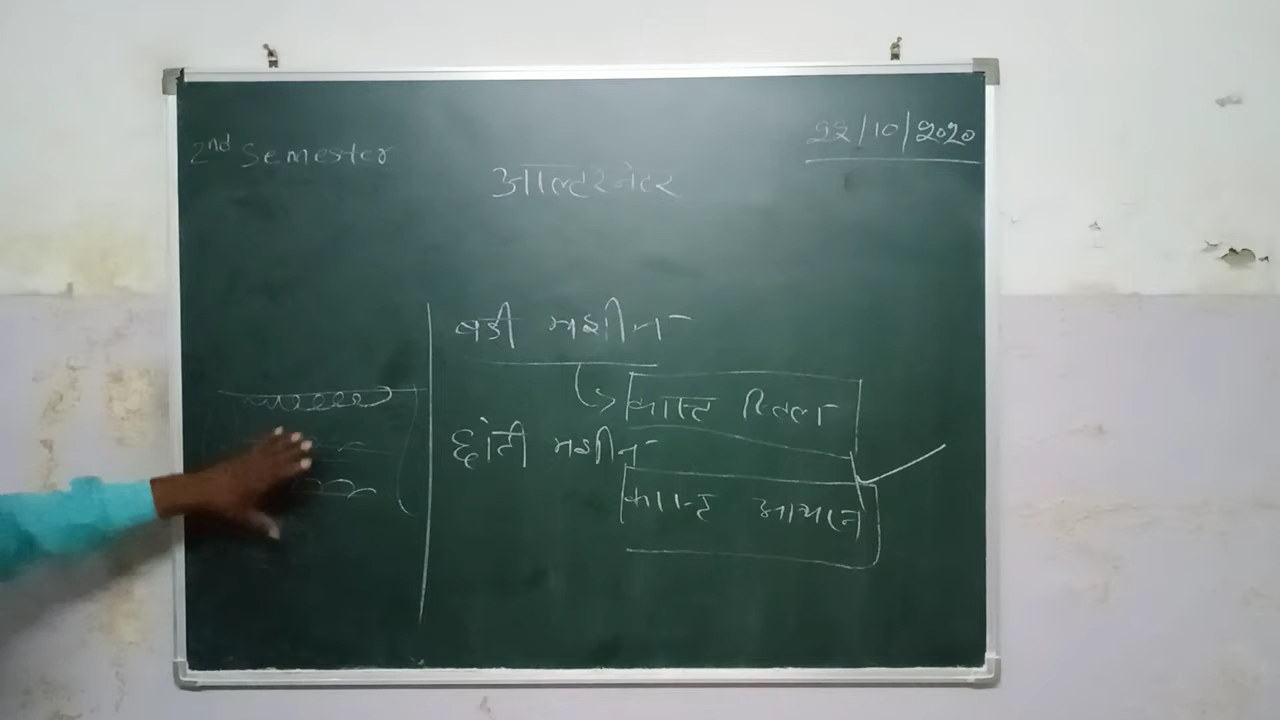 2nd Semester
22/10/2020
आल्टरनेटर
बडी मशीन
कास्ट स्टिल
छोटी मशीन
कास्ट आयरन